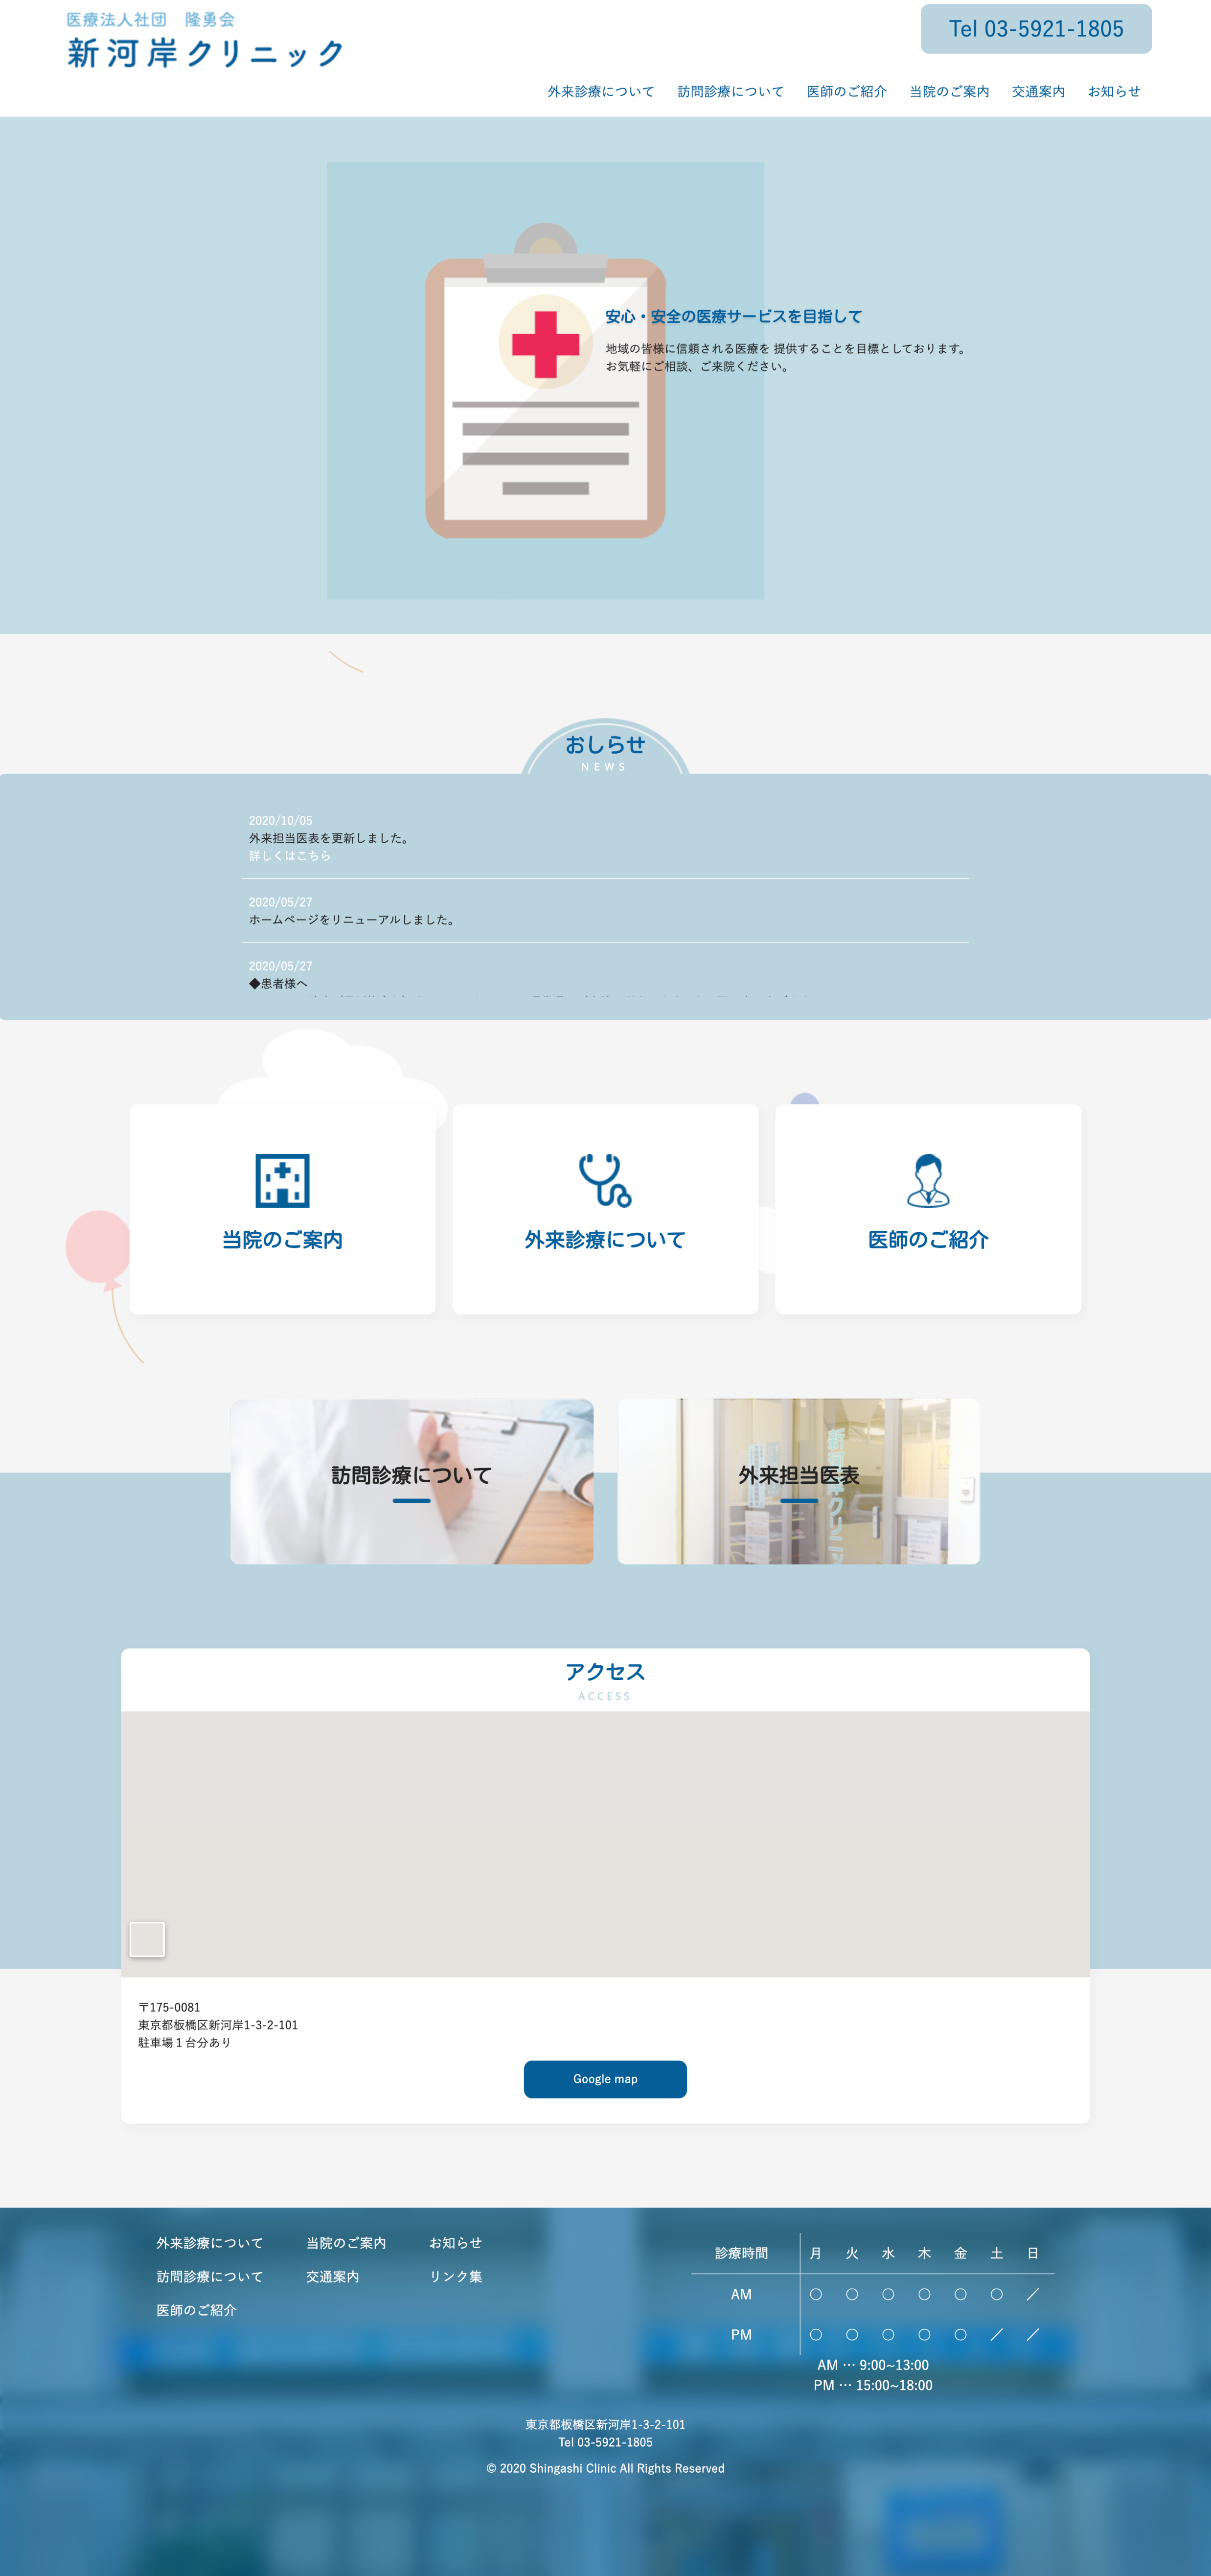 医療法人社団　隆勇会
新河岸クリニック
Tel 03-5921-1805
外来診療について 訪問診療について 医師のご紹介 当院のご案内 交通案内 お知らせ
安心・安全の医療サービスを目指して
地域の皆様に信頼される医療を 提供することを目標としております。
お気軽にご相談、ご来院ください。
おしらせ
NEWS
2020/10/05
外来担当医表を更新しました。
詳しくはこちら
2020/05/27
ホームページをリニューアルしました。
2020/05/27
◆患者様へ
当院のご案内 外来診療について 医師のご紹介
訪問診療について 外来担当医表
アクセス
ACCESS
〒175-0081
東京都板橋区新河岸1-3-2-101
駐車場１台分あり
Google map
外来診療について 当院のご案内 お知らせ
訪問診療について 交通案内 リンク集
医師のご紹介
診療時間 月 火 水 木 金 土 日
AM ○ ○ ○ ○ ○ ○ ／
PM ○ ○ ○ ○ ○ ／ ／
AM … 9:00~13:00
PM … 15:00~18:00
東京都板橋区新河岸1-3-2-101
Tel 03-5921-1805
© 2020 Shingashi Clinic All Rights Reserved